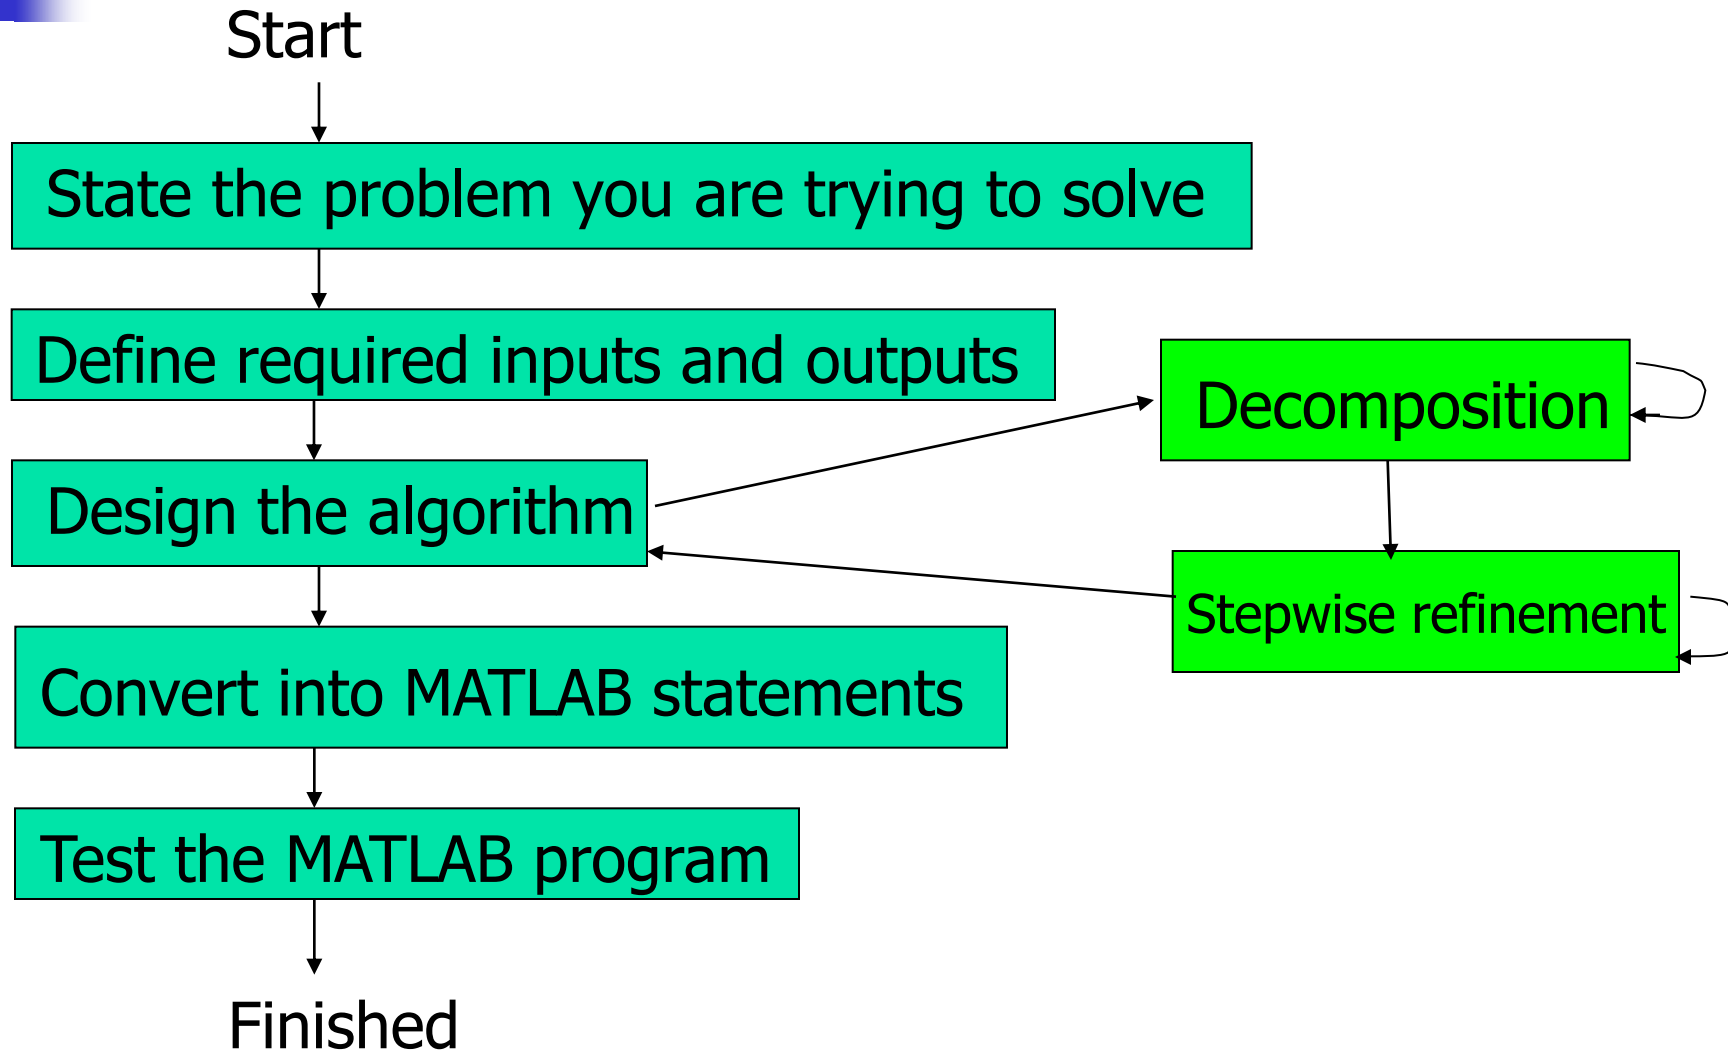 Start
State the problem you are trying to solve
Define required inputs and outputs
Decomposition
Design the algorithm
Stepwise refinement
Convert into MATLAB statements
Test the MATLAB program
Finished